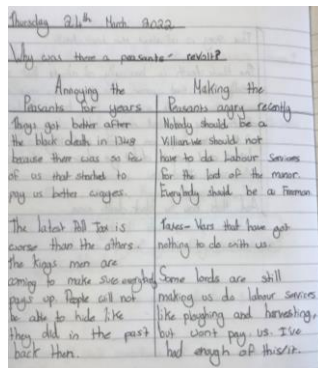 Thursday 24th March 2022
Why was there a peasants' revolt?
Annoying the
Peasants for years
Things got better after
the black death in 1348
because there was so few
of us that started to
pay us better wages.
The latest Poll Tax is
worse than the others.
The Kings men are
coming to make sure everybody
pays up. People will not
be able to hide like
they did in the past
back then.
Making the
Peasants angry recently
Nobody should be a
Villian we should not
have to do Labour Services
for the lord of the manor.
Everybody should be a Freeman.
Taxes - Wars that have got
nothing to do with us.
Some lords are still
making us do labour services
like ploughing and harvesting,
but won't pay us. I've
had enough of this/it.